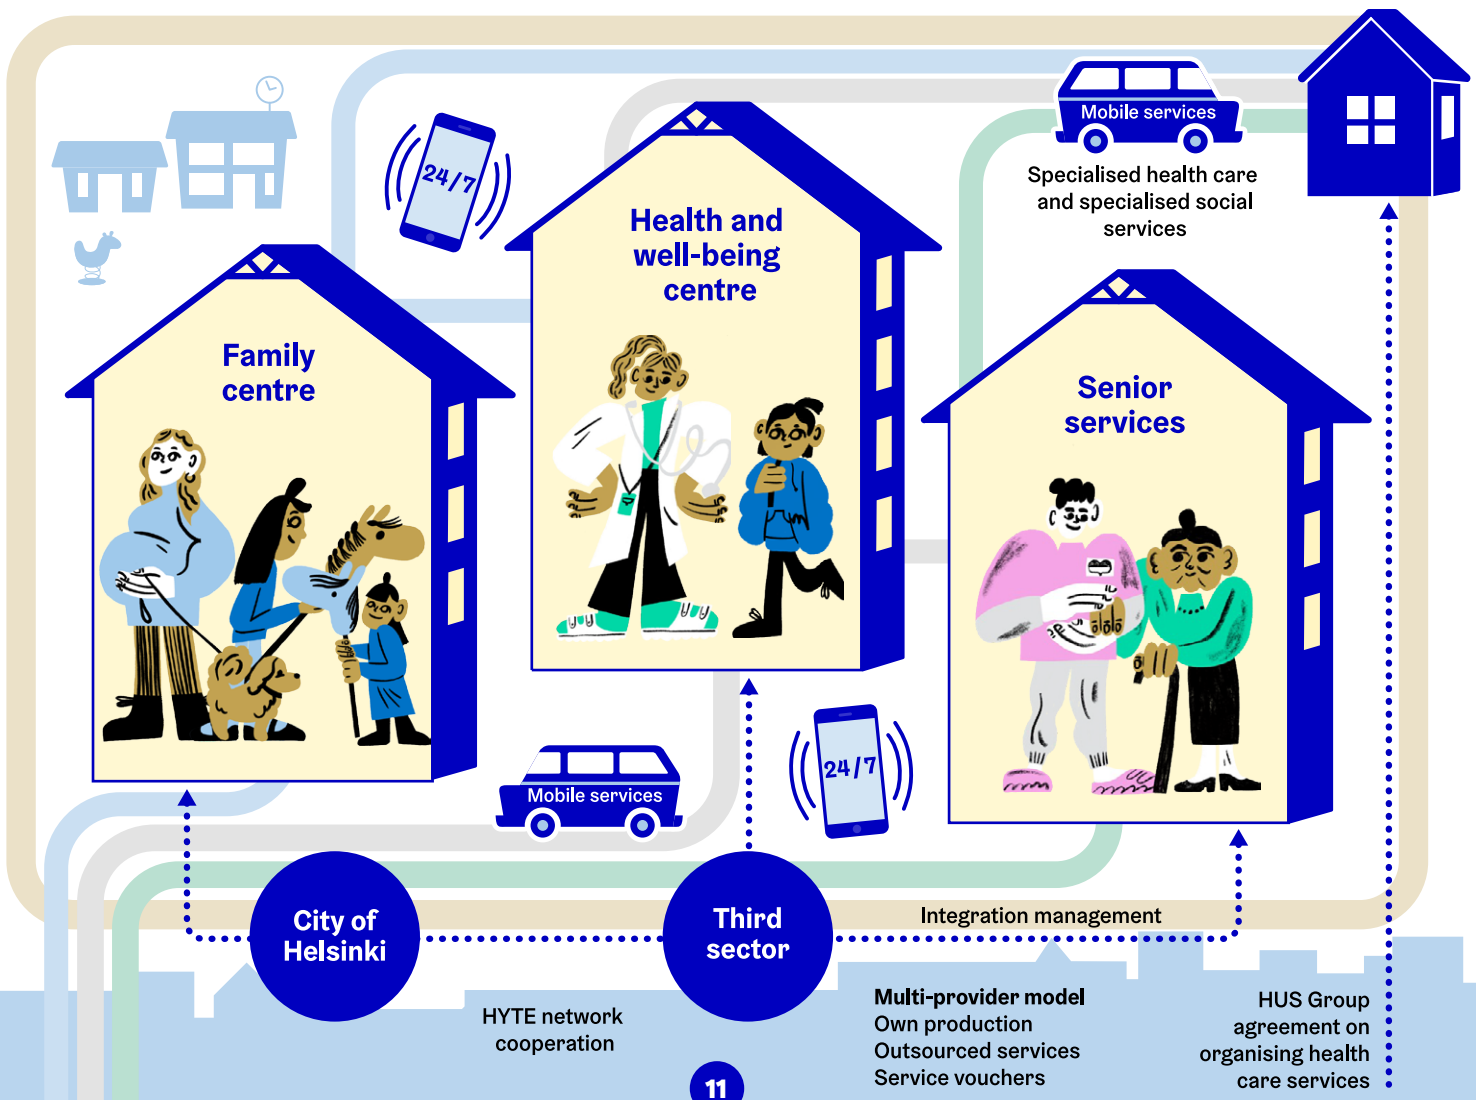 Mobile services
Specialised health care
and specialised social
services
24/7
Health and
well-being
centre
Family
centre
Senior
services
24/7
Mobile services
City of
Helsinki
Third
sector
Integration management
HYTE network
cooperation
Multi-provider model
Own production
Outsourced services
Service vouchers
HUS Group
agreement on
organising health
care services
11